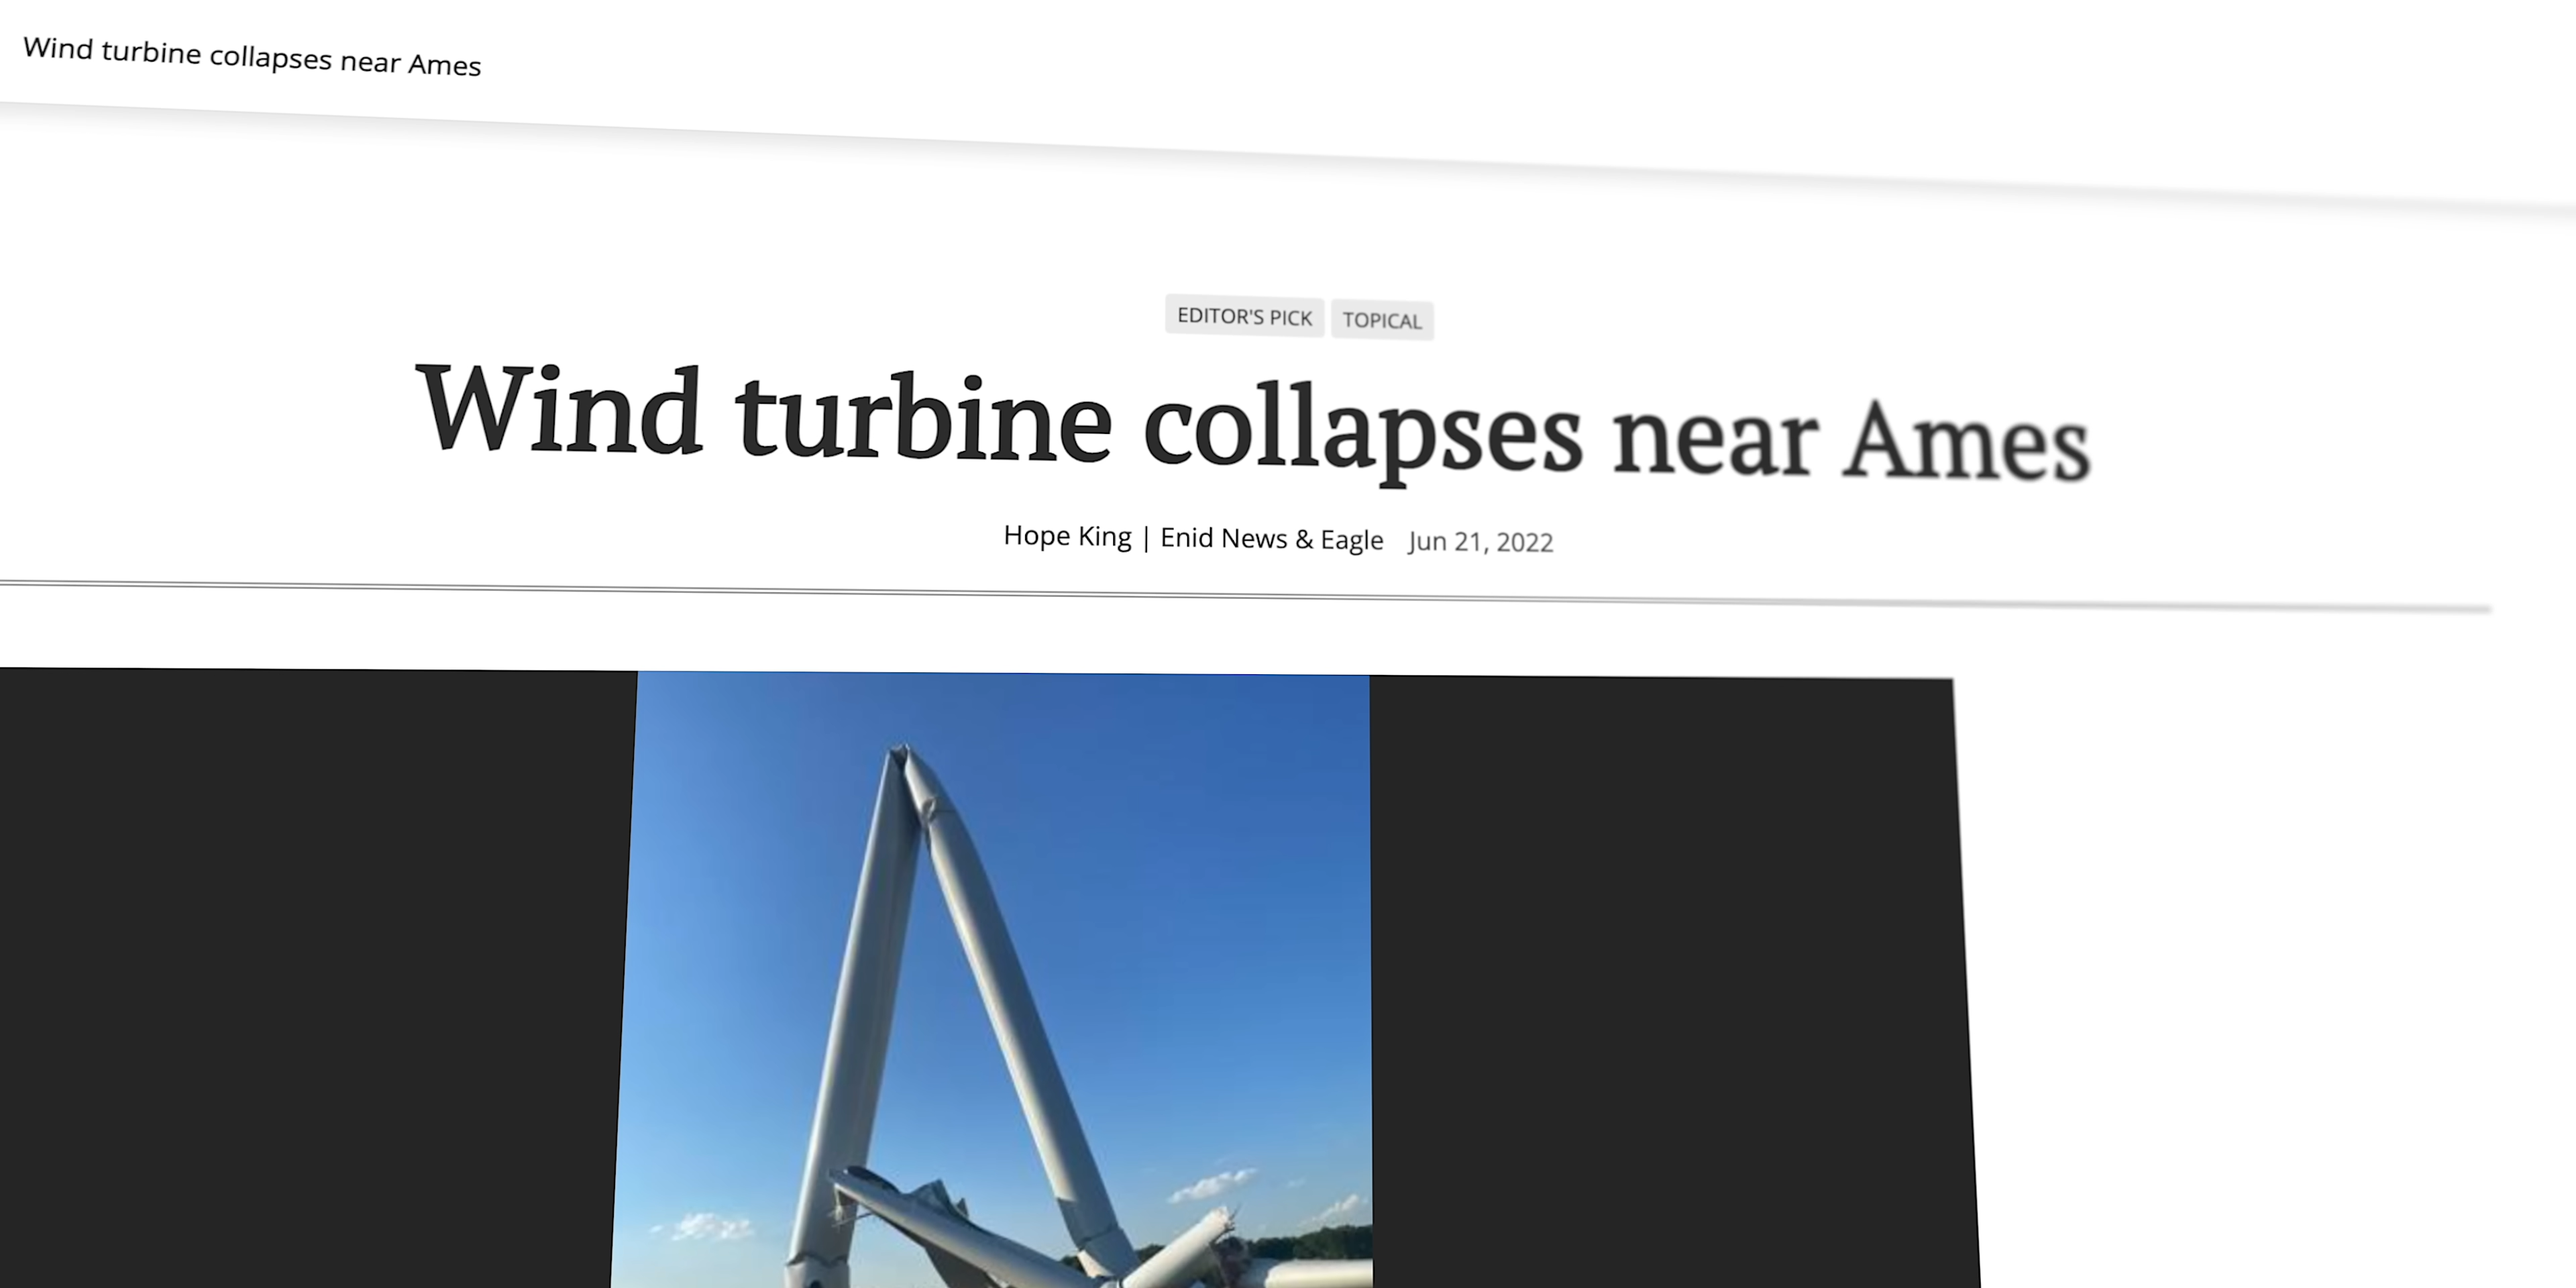 Wind turbine collapses near Ames
EDITOR'S PICK TOPICAL
Wind turbine collapses near Ames
Hope King | Enid News & Eagle Jun 21, 2022